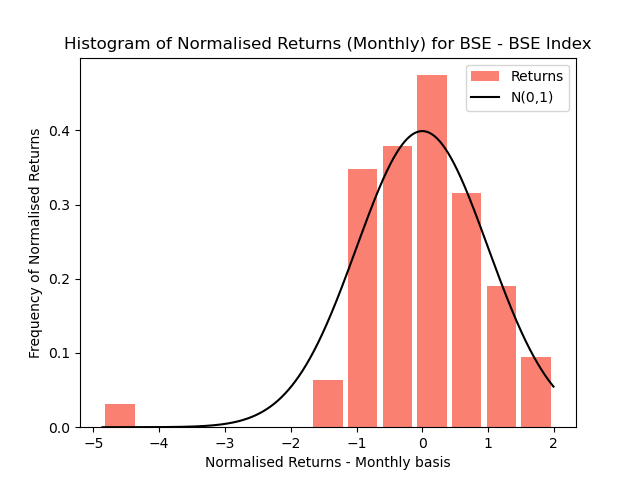 Histogram of Normalised Returns (Monthly) for BSE - BSE Index
Returns
N(0,1)
Frequency of Normalised Returns
0.4
0.3
0.2
0.1
0.0
−5 −4 −3 −2 −1 0 1 2
Normalised Returns - Monthly basis